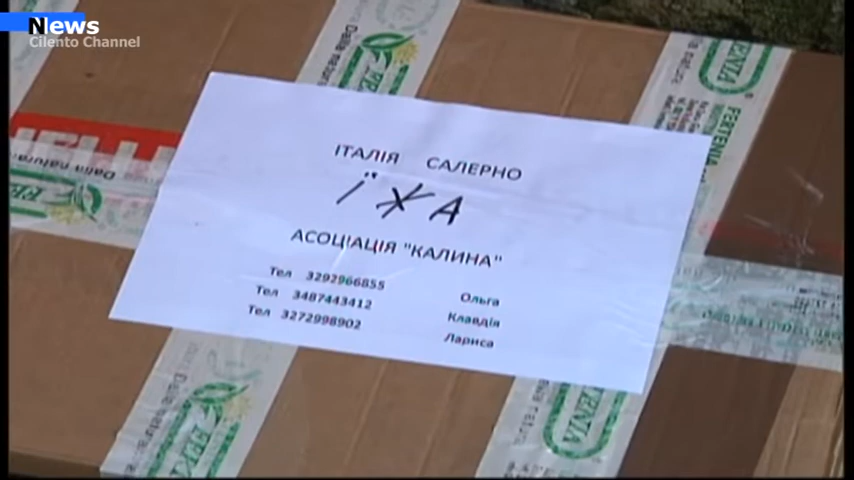 News
Cilento Channel
ІТАЛІЯ САЛЕРНО
ЇЖА
АСОЦІАЦІЯ "КАЛИНА"
Тел 3292966855 Ольга
Тел 3487443412 Клавдія
Тел 3272998902 Лариса
FERTENIA